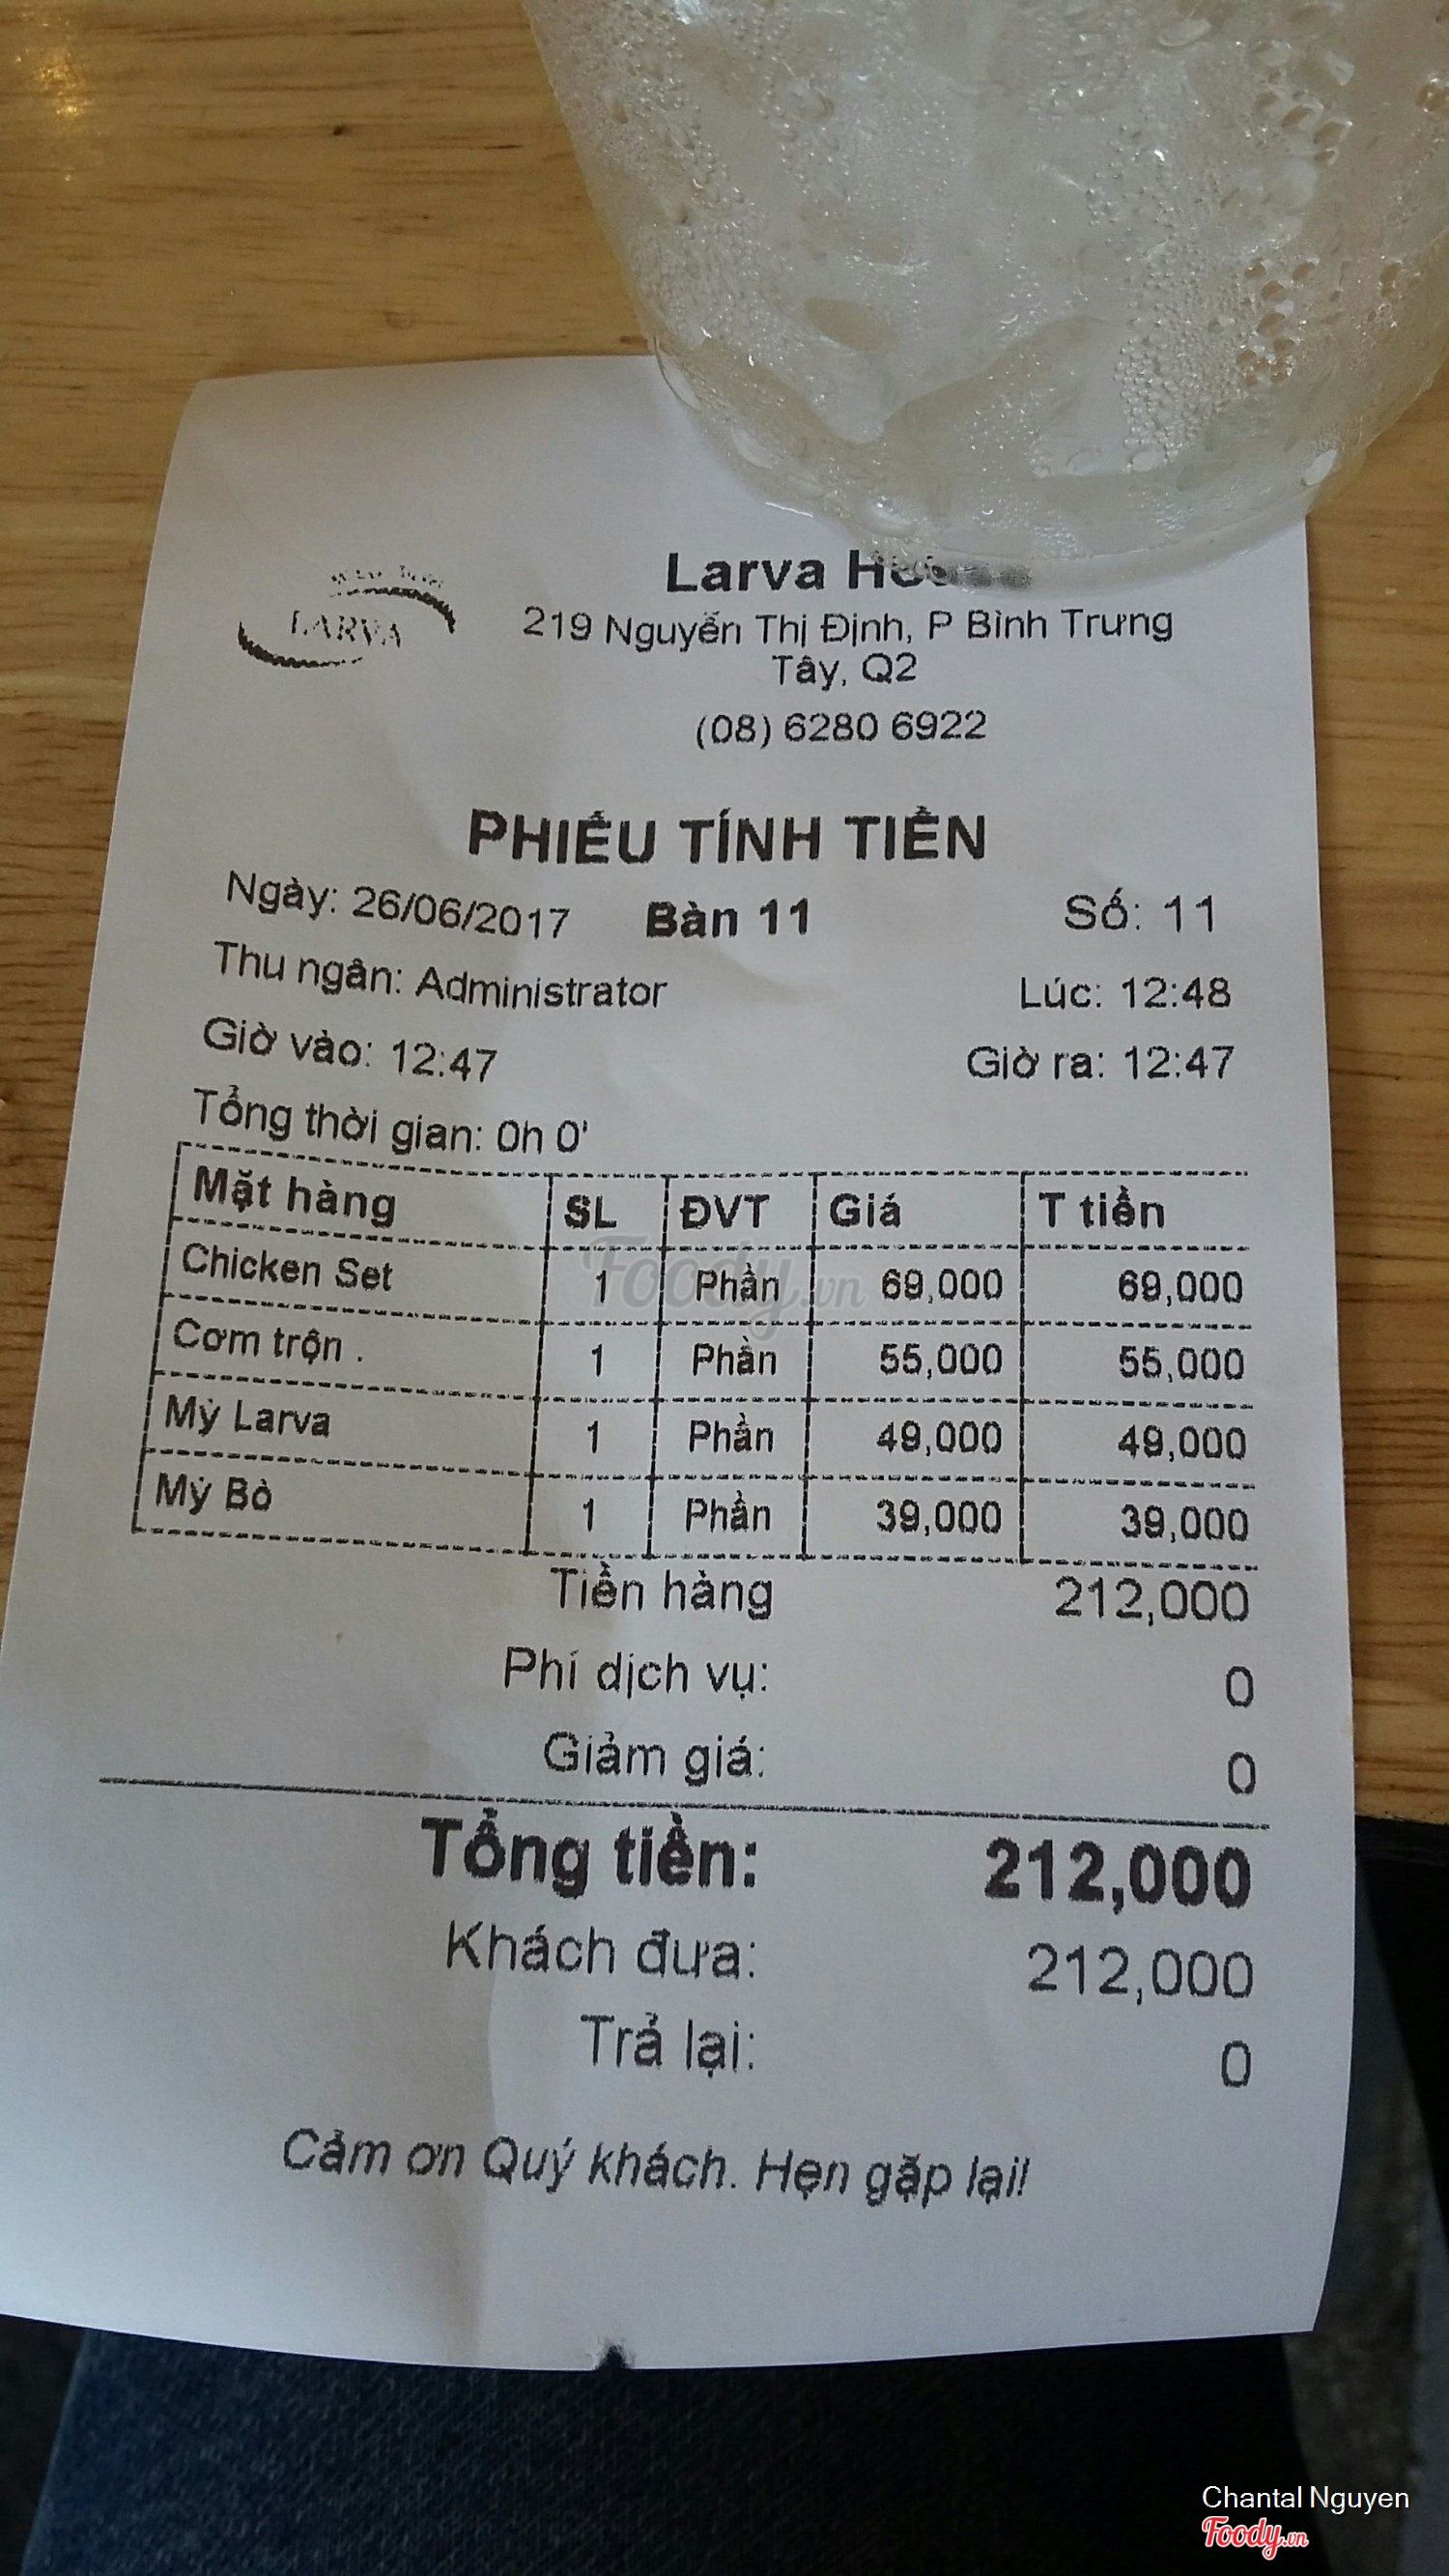 LARVA
Larva
219 Nguyễn Thị Định, P Bình Trưng
Tây, Q2
(08) 6280 6922
PHIẾU TÍNH TIỀN
Ngày: 26/06/2017 Bàn 11 Số: 11
Thu ngân: Administrator Lúc: 12:48
Giờ vào: 12:47 Giờ ra: 12:47
Tổng thời gian: 0h 0'
Mặt hàng SL ĐVT Giá T tiền
Chicken Set 1 Phần 69,000 69,000
Cơm trộn . 1 Phần 55,000 55,000
Mỳ Larva 1 Phần 49,000 49,000
Mỳ Bò 1 Phần 39,000 39,000
Tiền hàng 212,000
Phí dịch vụ: 0
Giảm giá: 0
Tổng tiền: 212,000
Khách đưa: 212,000
Trả lại: 0
Cảm ơn Quý khách. Hẹn gặp lại!
Foody.vn
Chantal Nguyen
Foody.vn